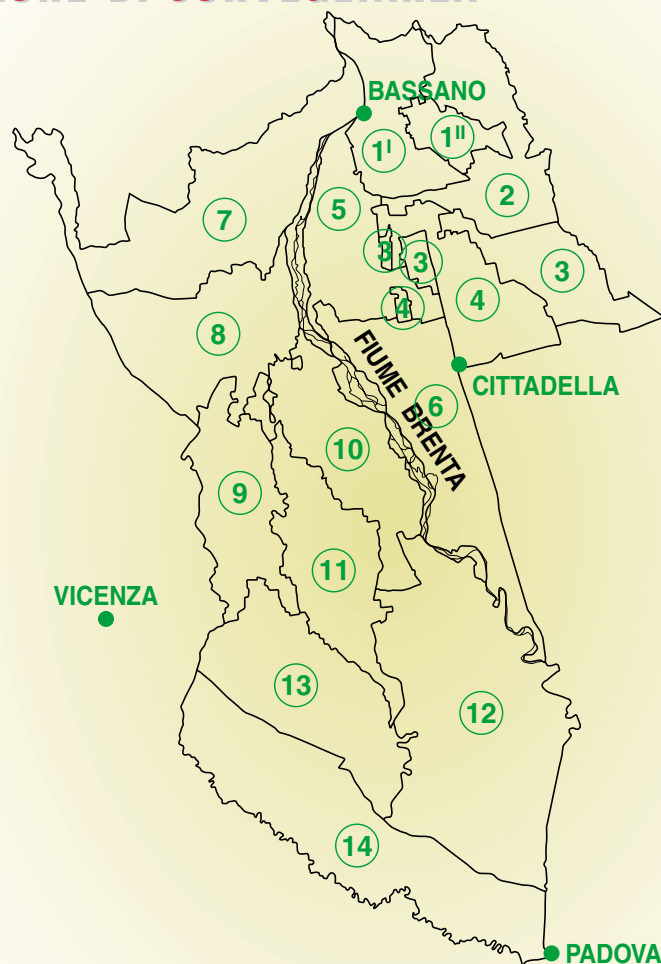 BASSANO
1I
1II
2
5
7
3
3
3
4
4
8
CITTADELLA
FIUME BRENTA
6
10
9
11
VICENZA
13
12
14
PADOVA